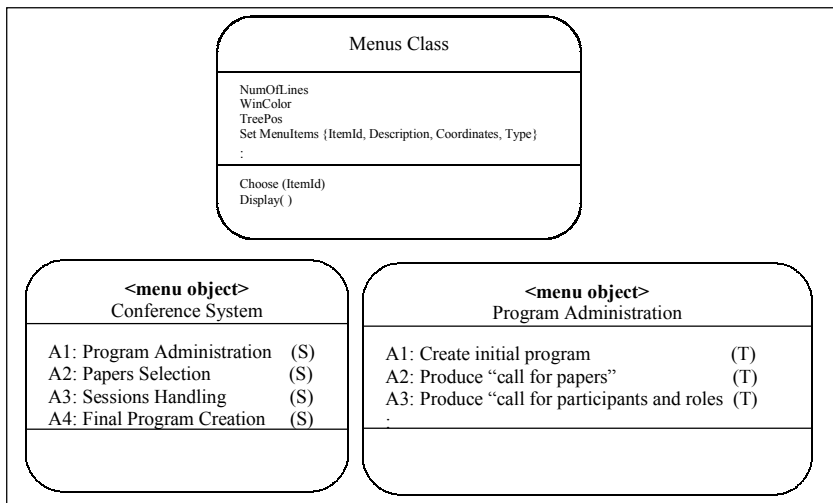 Menus Class
NumOfLines
WinColor
TreePos
Set MenuItems {ItemId, Description, Coordinates, Type}
:
Choose (ItemId)
Display( )
<menu object>
Conference System
A1: Program Administration (S)
A2: Papers Selection (S)
A3: Sessions Handling (S)
A4: Final Program Creation (S)
<menu object>
Program Administration
A1: Create initial program (T)
A2: Produce “call for papers” (T)
A3: Produce “call for participants and roles (T)
: